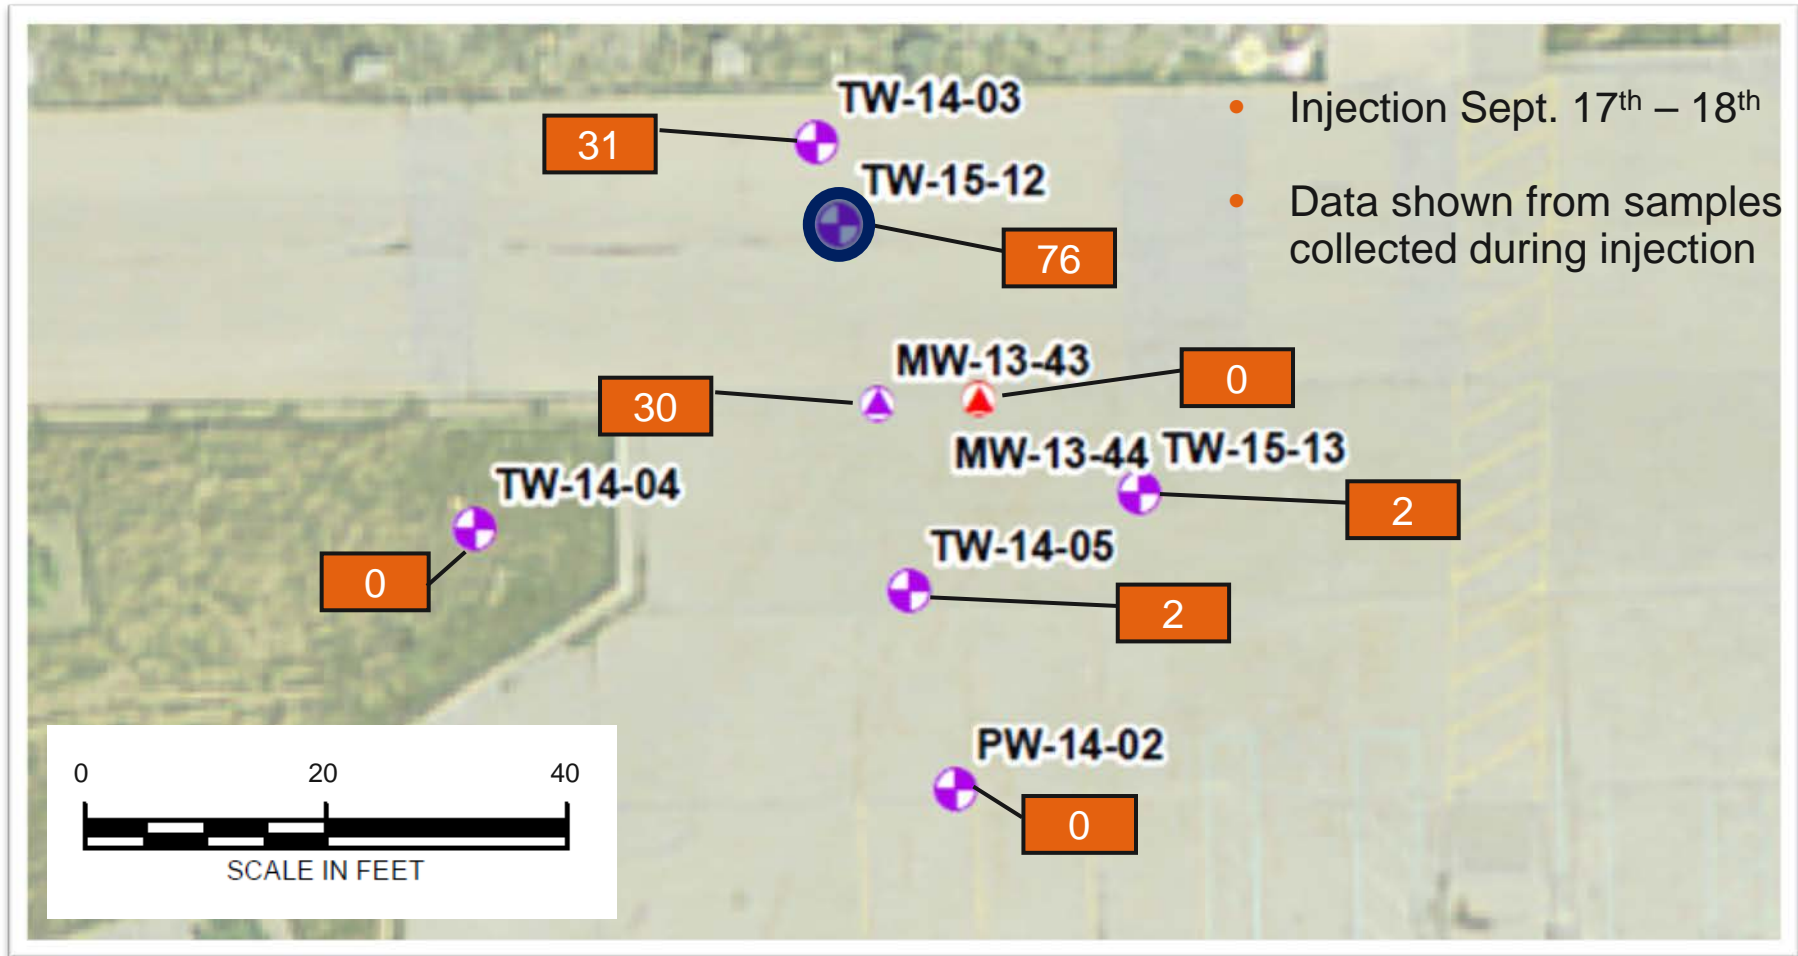 TW-14-03
• Injection Sept. 17th – 18th
31
TW-15-12
• Data shown from samples
collected during injection
76
MW-13-43
0
30
MW-13-44
TW-15-13
TW-14-04
2
TW-14-05
0
2
PW-14-02
0
0 20 40
SCALE IN FEET